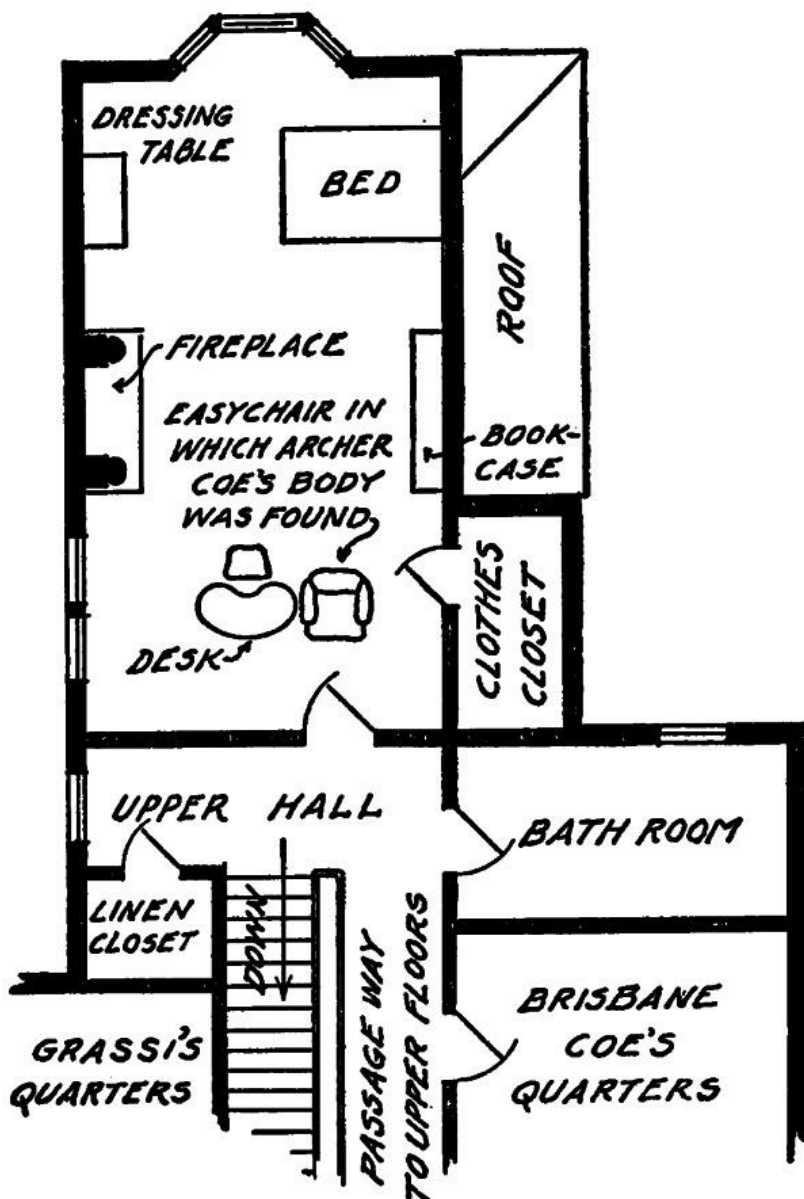 DRESSING
TABLE
BED
ROOF
FIREPLACE
EASYCHAIR IN
WHICH ARCHER
COE'S BODY
WAS FOUND
BOOK-
CASE
DESK
CLOTHES
CLOSET
UPPER HALL
BATH ROOM
LINEN
CLOSET
DOWN
PASSAGE WAY
TO UPPER FLOORS
GRASSI'S
QUARTERS
BRISBANE
COE'S
QUARTERS